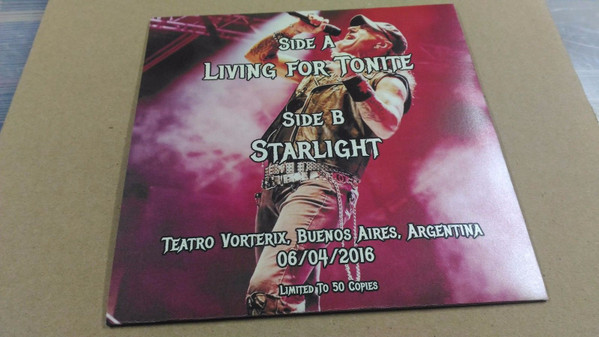 Side A
Living for Tonite
Side B
Starlight
Teatro Vorterix, Buenos Aires, Argentina
06/04/2016
Limited To 50 Copies